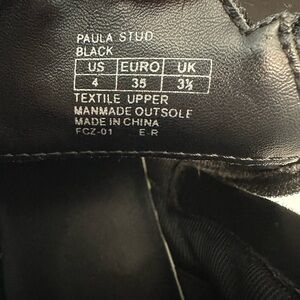 PAULA STUD
BLACK
US EURO UK
4 35 3½
TEXTILE UPPER
MANMADE OUTSOLE
MADE IN CHINA
FCZ-01 E-R